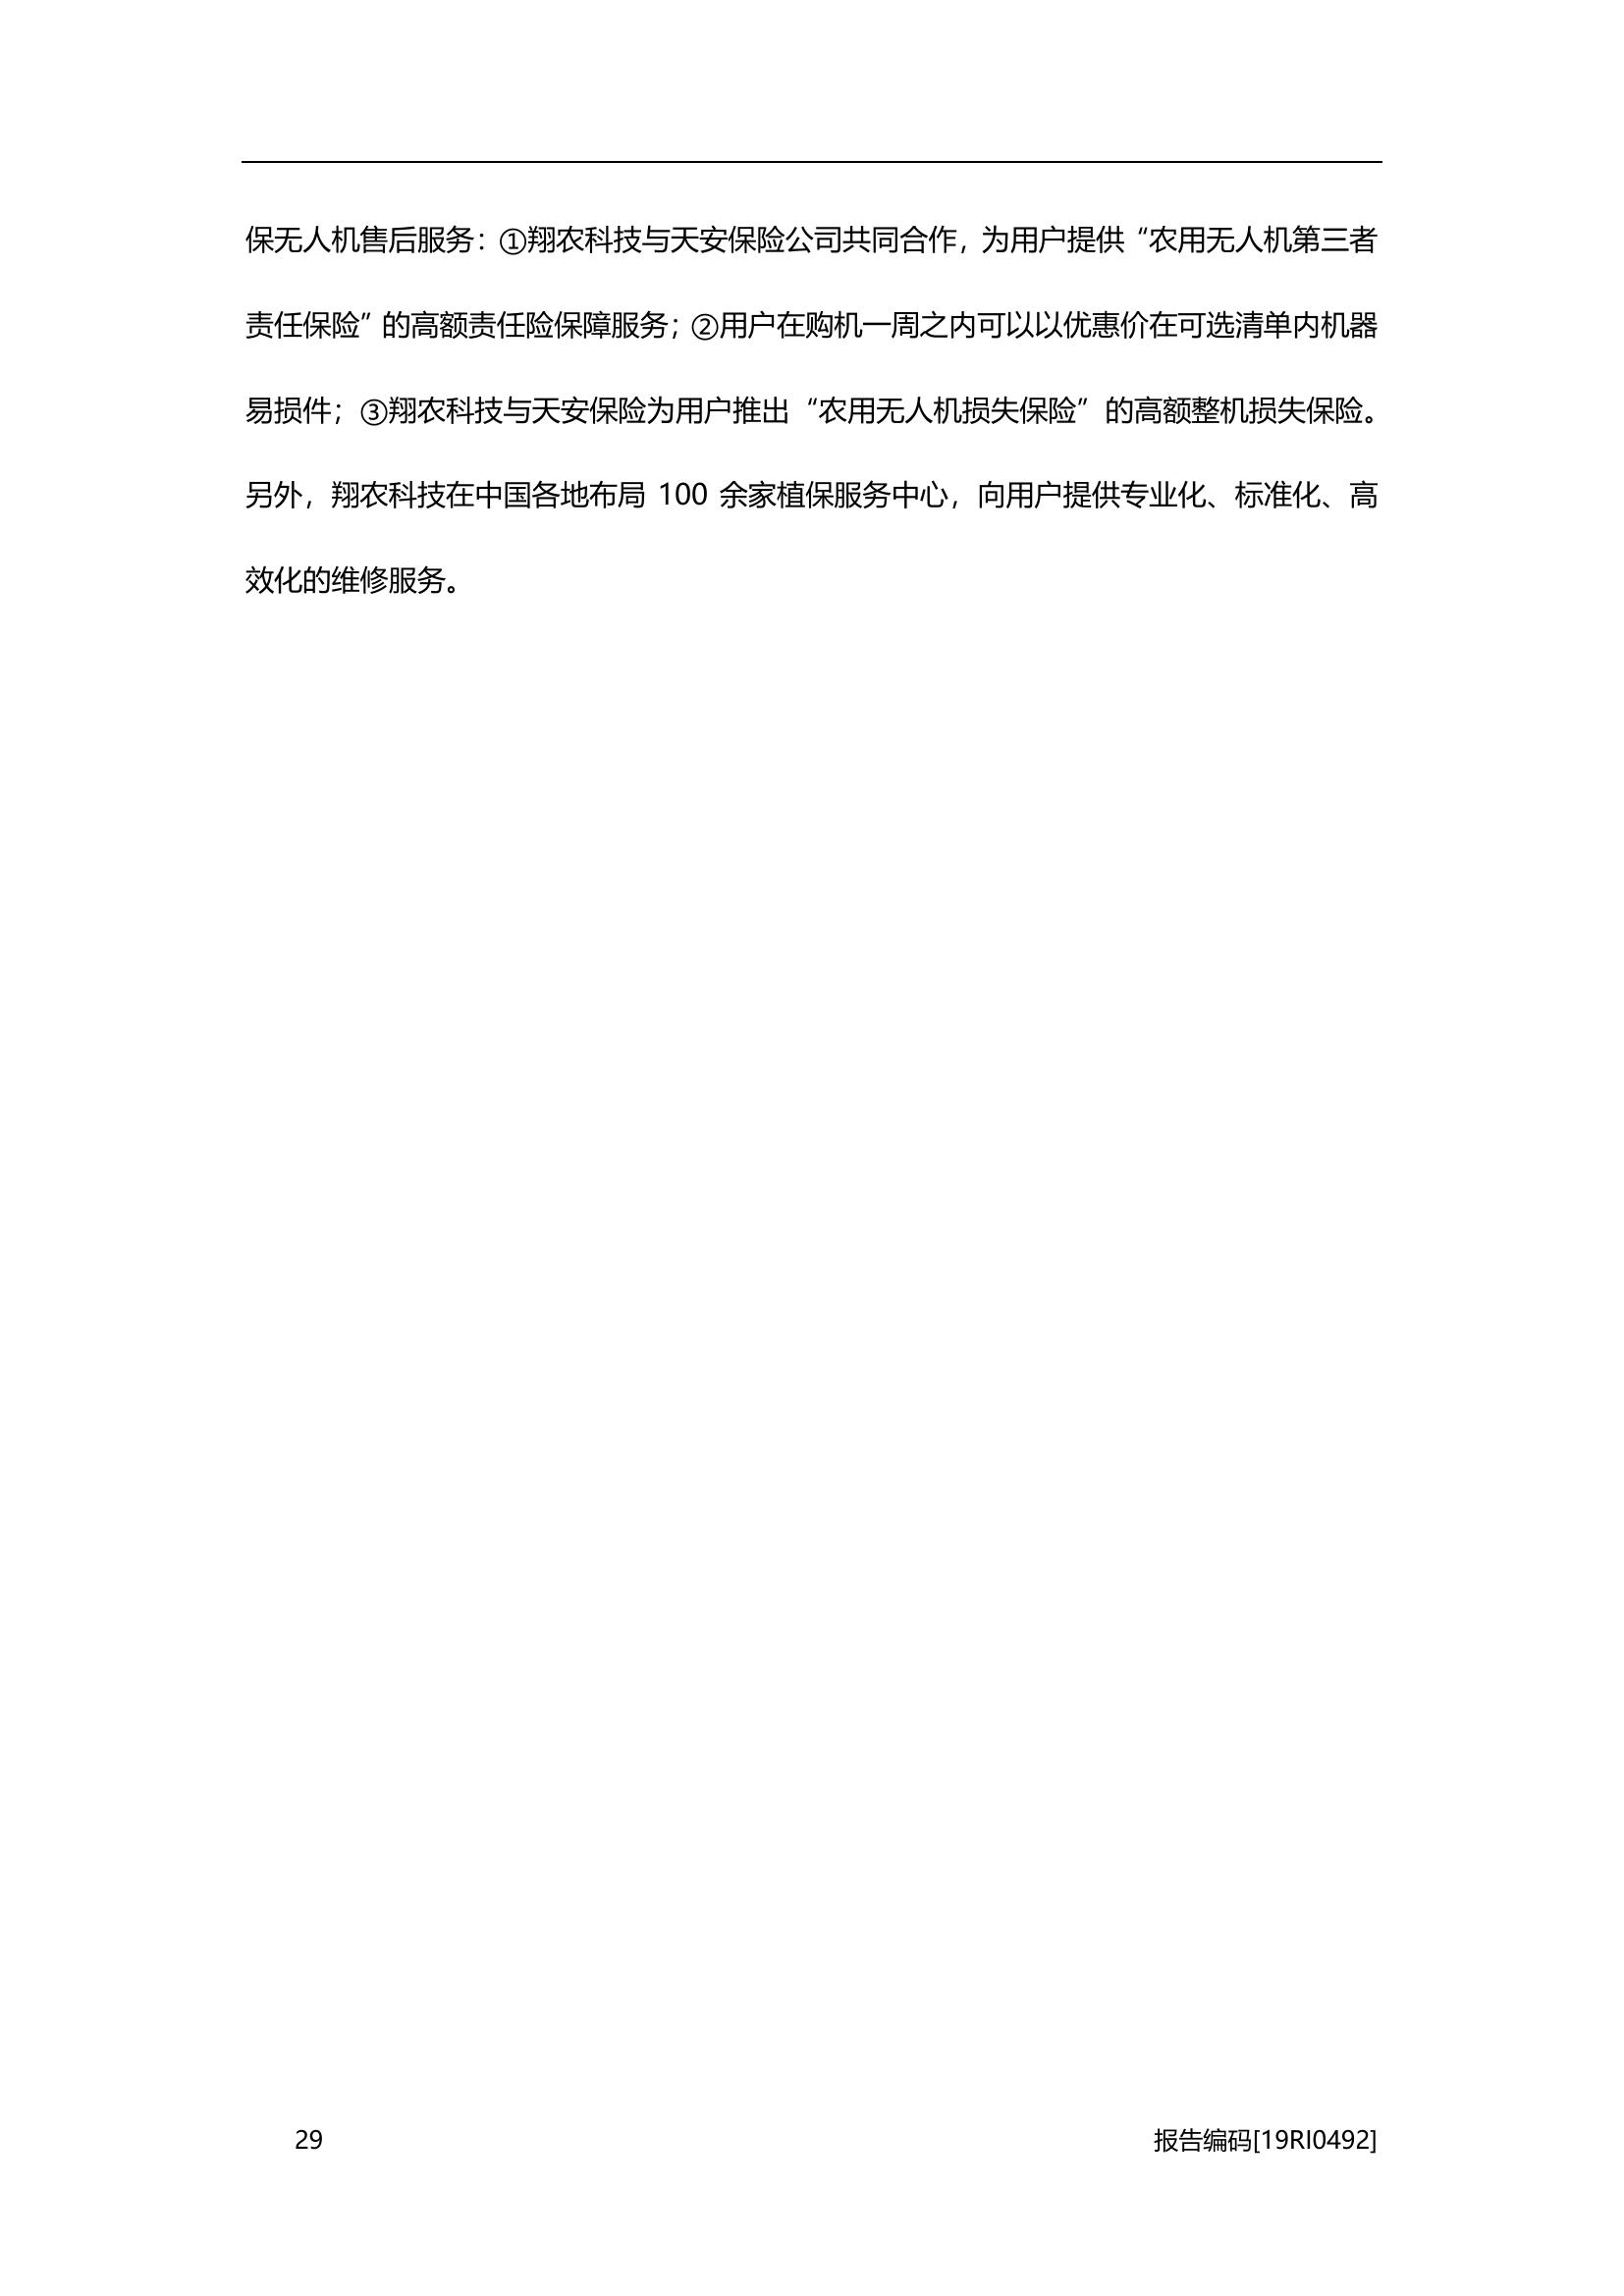 保无人机售后服务：①翔农科技与天安保险公司共同合作，为用户提供“农用无人机第三者
责任保险”的高额责任险保障服务；②用户在购机一周之内可以以优惠价在可选清单内机器
易损件；③翔农科技与天安保险为用户推出“农用无人机损失保险”的高额整机损失保险。
另外，翔农科技在中国各地布局 100 余家植保服务中心，向用户提供专业化、标准化、高
效化的维修服务。
29
报告编码[19RI0492]